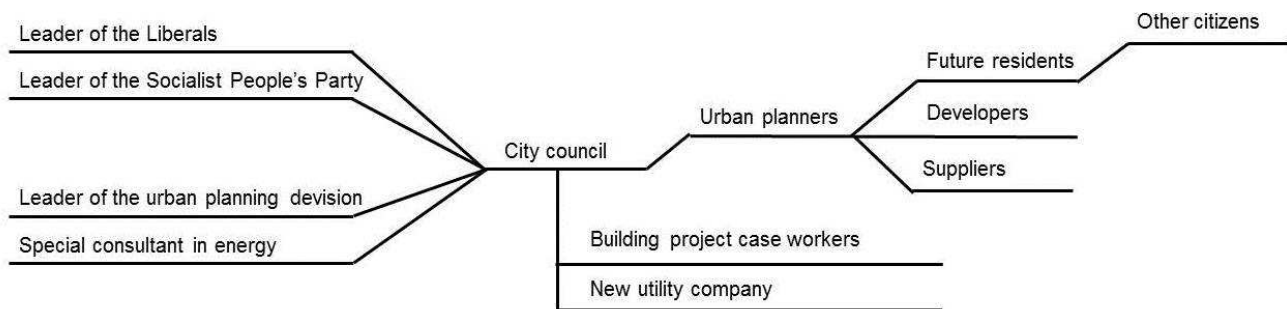 Leader of the Liberals
Leader of the Socialist People's Party
Leader of the urban planning devision
Special consultant in energy
City council
Building project case workers
New utility company
Urban planners
Future residents
Developers
Suppliers
Other citizens